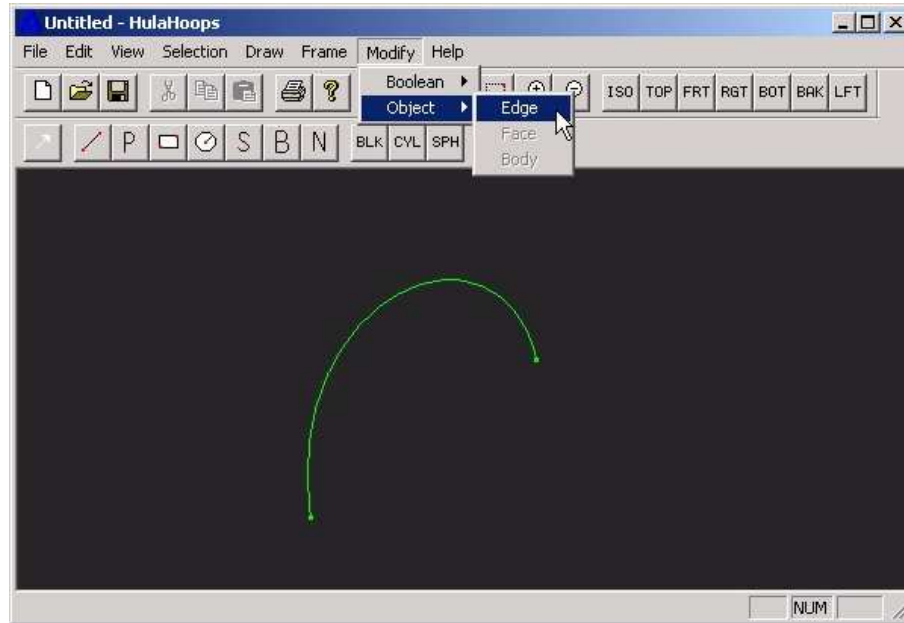 Untitled - HulaHoops
File Edit View Selection Draw Frame Modify Help
Boolean
ISO TOP FRT RGT BOT BAK LFT
Object
Edge
P S B N BLK CYL SPH
Face
Body
NUM